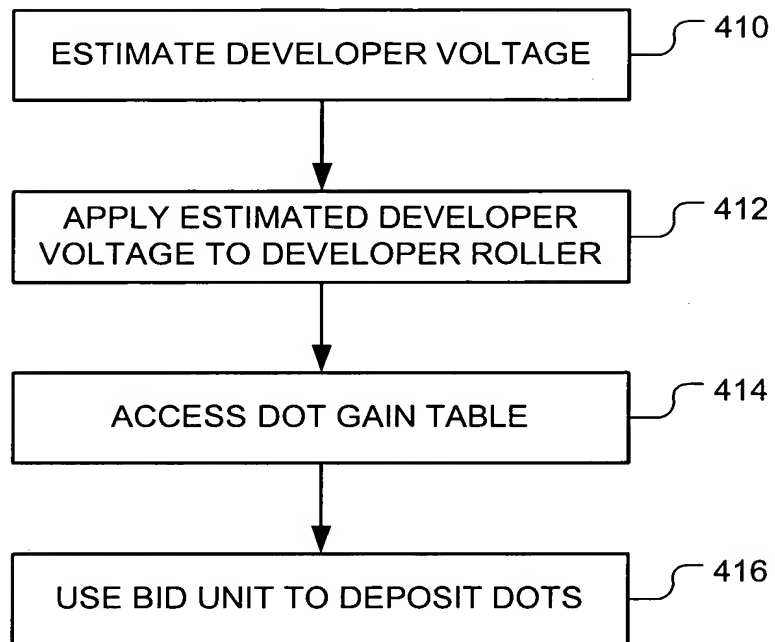 ESTIMATE DEVELOPER VOLTAGE
410
APPLY ESTIMATED DEVELOPER
VOLTAGE TO DEVELOPER ROLLER
412
ACCESS DOT GAIN TABLE
414
USE BID UNIT TO DEPOSIT DOTS
416